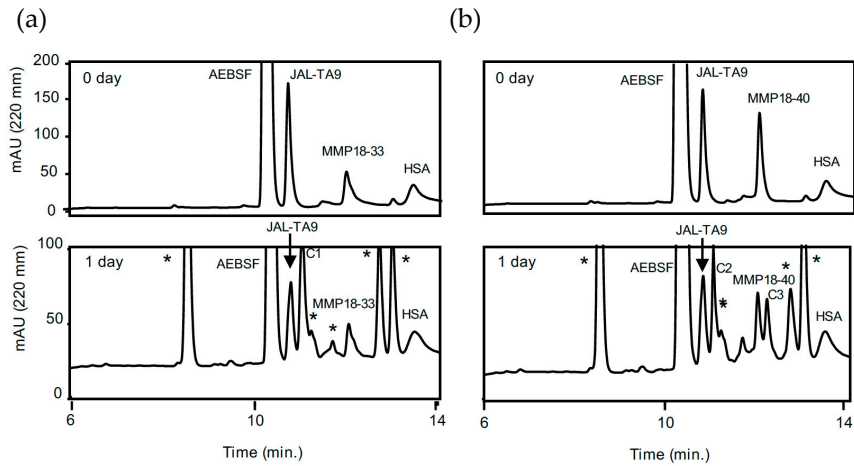 (a)
(b)
200
150
100
50
0
mAU (220 mm)
0 day
AEBSF
JAL-TA9
MMP18-33
HSA
0 day
AEBSF
JAL-TA9
MMP18-40
HSA
JAL-TA9
100
50
0
mAU (220 mm)
1 day
*
AEBSF
C1
*
*
MMP18-33
*
*
HSA
6
10
14
Time (min.)
JAL-TA9
1 day
*
AEBSF
C2
*
MMP18-40
C3
*
*
HSA
6
10
14
Time (min.)